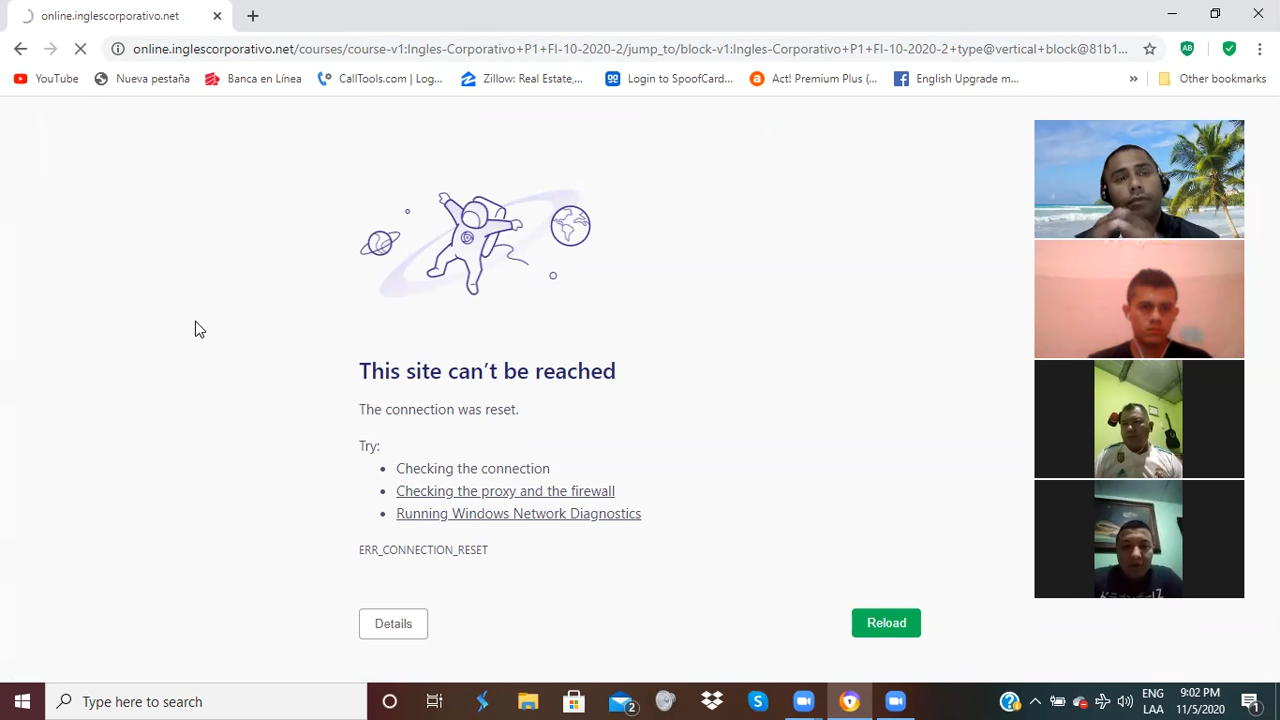 online.inglescorporativo.net
online.inglescorporativo.net/courses/course-v1:Ingles-Corporativo+P1+FI-10-2020-2/jump_to/block-v1:Ingles-Corporativo+P1+FI-10-2020-2+type@vertical+block@81b1...
YouTube Nueva pestaña Banca en Línea CallTools.com | Log... Zillow: Real Estate,... Login to SpoofCard... Act! Premium Plus (... English Upgrade m... » Other bookmarks
This site can't be reached
The connection was reset.
Try:
• Checking the connection
• Checking the proxy and the firewall
• Running Windows Network Diagnostics
ERR_CONNECTION_RESET
Details Reload
Type here to search
2
ENG
LAA
9:02 PM
11/5/2020
1